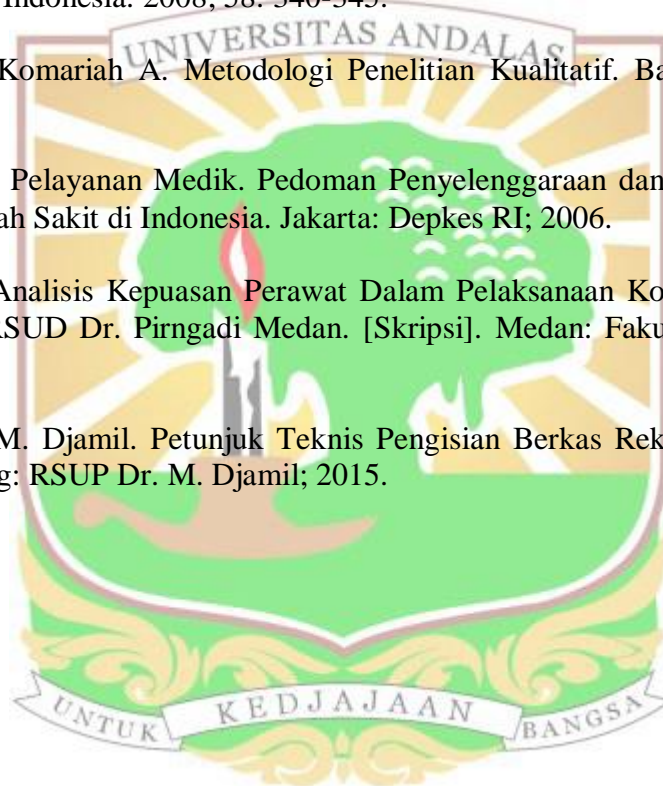 Indonesia. 2008; 58: 340-345.
UNIVERSITAS ANDALAS
Komariah A. Metodologi Penelitian Kualitatif. Ba
Pelayanan Medik. Pedoman Penyelenggaraan dan
ah Sakit di Indonesia. Jakarta: Depkes RI; 2006.
Analisis Kepuasan Perawat Dalam Pelaksanaan Ko
RSUD Dr. Pirngadi Medan. [Skripsi]. Medan: Faku
M. Djamil. Petunjuk Teknis Pengisian Berkas Rek
g: RSUP Dr. M. Djamil; 2015.
UNTUK KEDJAJAAN BANGSA